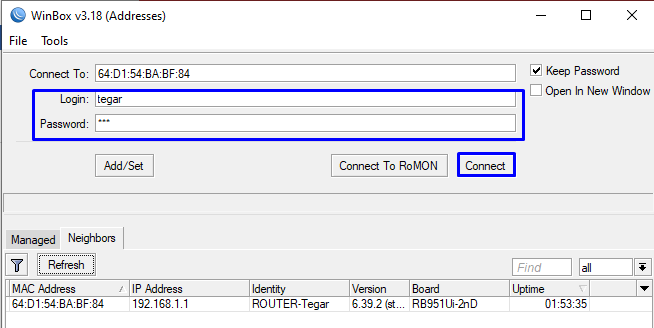 WinBox v3.18 (Addresses)
File Tools
Connect To: 64:D1:54:BA:BF:84 Keep Password
Login: tegar Open In New Window
Password: ***
Add/Set Connect To RoMON Connect
Managed Neighbors
Refresh Find all
MAC Address IP Address Identity Version Board Uptime
64:D1:54:BA:BF:84 192.168.1.1 ROUTER-Tegar 6.39.2 (st... RB951Ui-2nD 01:53:35